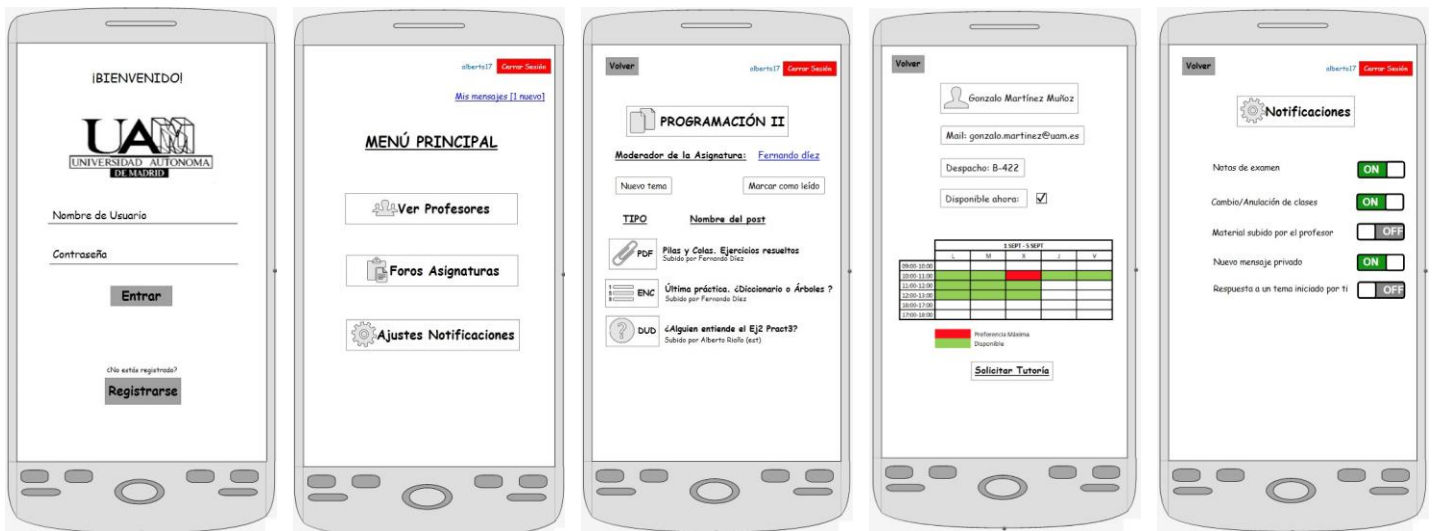 ¡BIENVENIDO!
UAM
UNIVERSIDAD AUTONOMA
DE MADRID
Nombre de Usuario
Contraseña
Entrar
¿No estás registrado?
Registrarse
alberto17 Cerrar Sesión
Mis mensajes [1 nuevo]
MENÚ PRINCIPAL
Ver Profesores
Foros Asignaturas
Ajustes Notificaciones
Volver
alberto17 Cerrar Sesión
PROGRAMACIÓN II
Moderador de la Asignatura: Fernando díez
Nuevo tema Marcar como leído
TIPO Nombre del post
PDF Pilas y Colas. Ejercicios resueltos
Subido por Fernando Díez
ENC Última práctica. ¿Diccionario o Árboles ?
Subido por Fernando Díez
DUD ¿Alguien entiende el Ej2 Pract3?
Subido por Alberto Riollo (est)
Volver
alberto17 Cerrar Sesión
Gonzalo Martínez Muñoz
Mail: gonzalo.martinez@uam.es
Despacho: B-422
Disponible ahora:
1 SEPT - 5 SEPT
L M X J V
09:00-10:00
10:00-11:00
11:00-12:00
12:00-13:00
16:00-17:00
17:00-18:00
Preferencia Máxima
Disponible
Solicitar Tutoría
Volver
alberto17 Cerrar Sesión
Notificaciones
Notas de examen ON
Cambio/Anulación de clases ON
Material subido por el profesor OFF
Nuevo mensaje privado ON
Respuesta a un tema iniciado por ti OFF